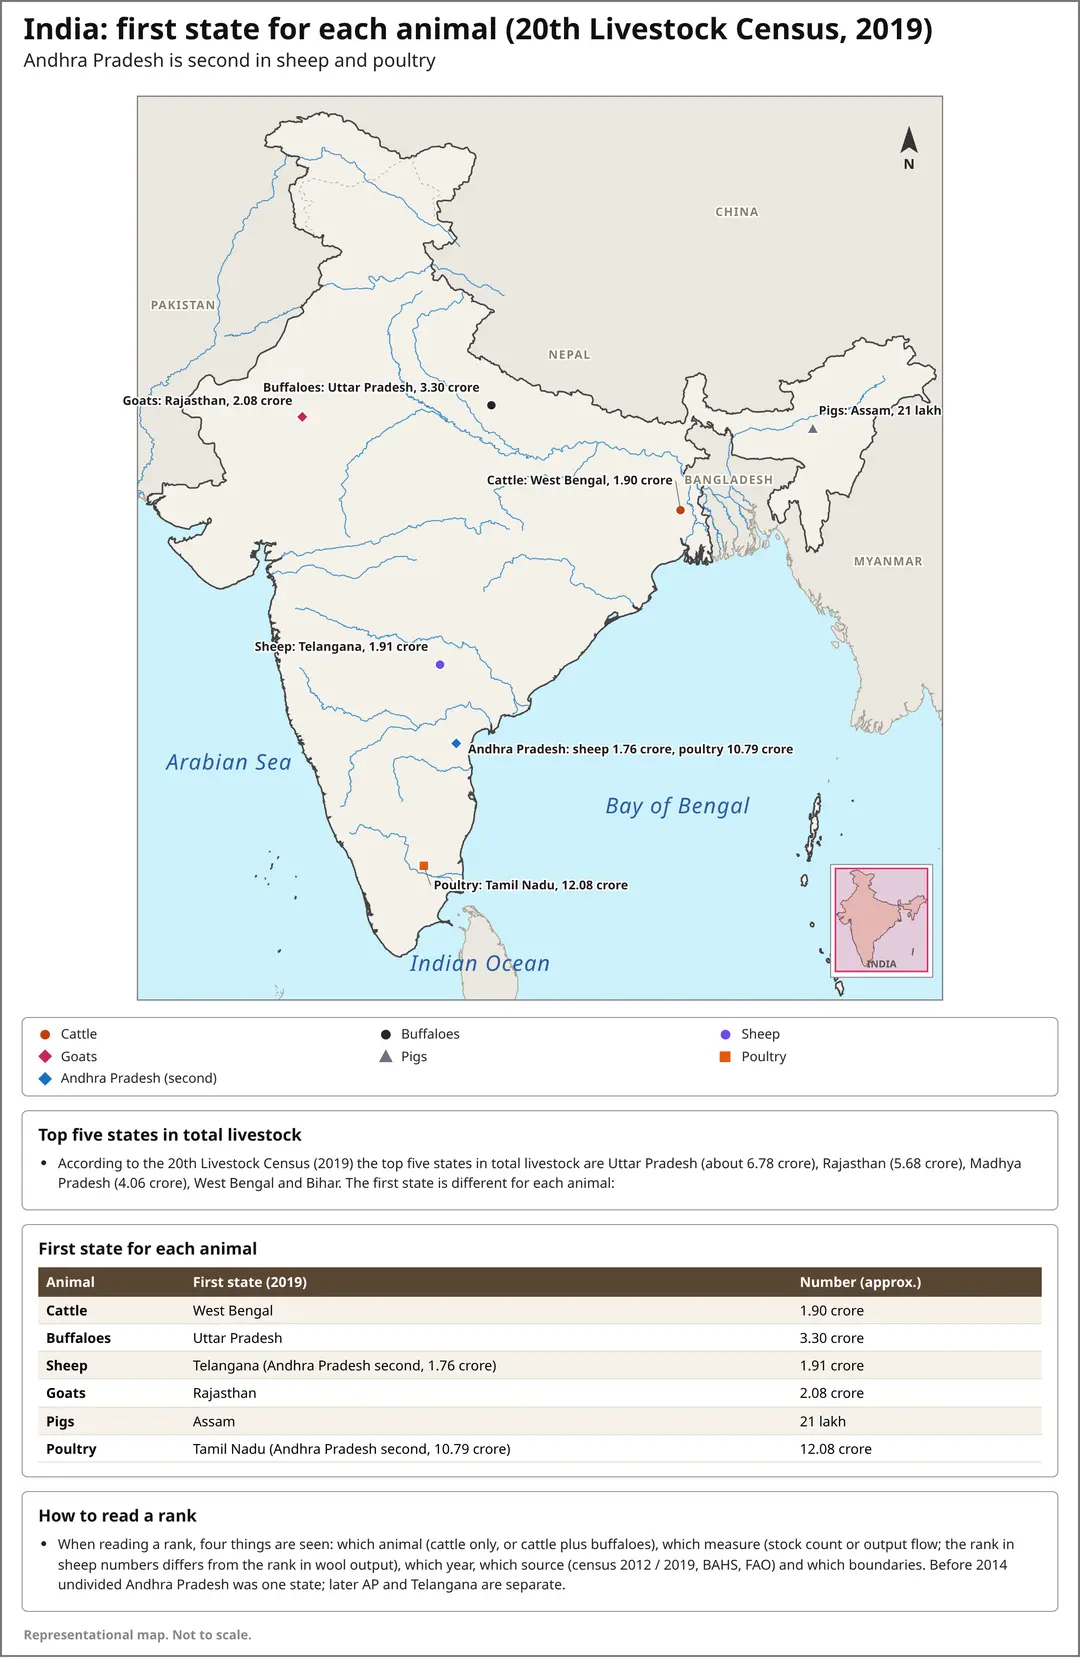 India: first state for each animal (20th Livestock Census, 2019)
Andhra Pradesh is second in sheep and poultry
N
CHINA
PAKISTAN
NEPAL
Buffaloes: Uttar Pradesh, 3.30 crore
Goats: Rajasthan, 2.08 crore
Pigs: Assam, 21 lakh
Cattle: West Bengal, 1.90 crore
BANGLADESH
MYANMAR
Sheep: Telangana, 1.91 crore
Andhra Pradesh: sheep 1.76 crore, poultry 10.79 crore
Arabian Sea
Bay of Bengal
Poultry: Tamil Nadu, 12.08 crore
Indian Ocean
INDIA
Cattle
Buffaloes
Sheep
Goats
Pigs
Poultry
Andhra Pradesh (second)
Top five states in total livestock
• According to the 20th Livestock Census (2019) the top five states in total livestock are Uttar Pradesh (about 6.78 crore), Rajasthan (5.68 crore), Madhya
Pradesh (4.06 crore), West Bengal and Bihar. The first state is different for each animal:
First state for each animal
Animal First state (2019) Number (approx.)
Cattle West Bengal 1.90 crore
Buffaloes Uttar Pradesh 3.30 crore
Sheep Telangana (Andhra Pradesh second, 1.76 crore) 1.91 crore
Goats Rajasthan 2.08 crore
Pigs Assam 21 lakh
Poultry Tamil Nadu (Andhra Pradesh second, 10.79 crore) 12.08 crore
How to read a rank
• When reading a rank, four things are seen: which animal (cattle only, or cattle plus buffaloes), which measure (stock count or output flow; the rank in
sheep numbers differs from the rank in wool output), which year, which source (census 2012 / 2019, BAHS, FAO) and which boundaries. Before 2014
undivided Andhra Pradesh was one state; later AP and Telangana are separate.
Representational map. Not to scale.